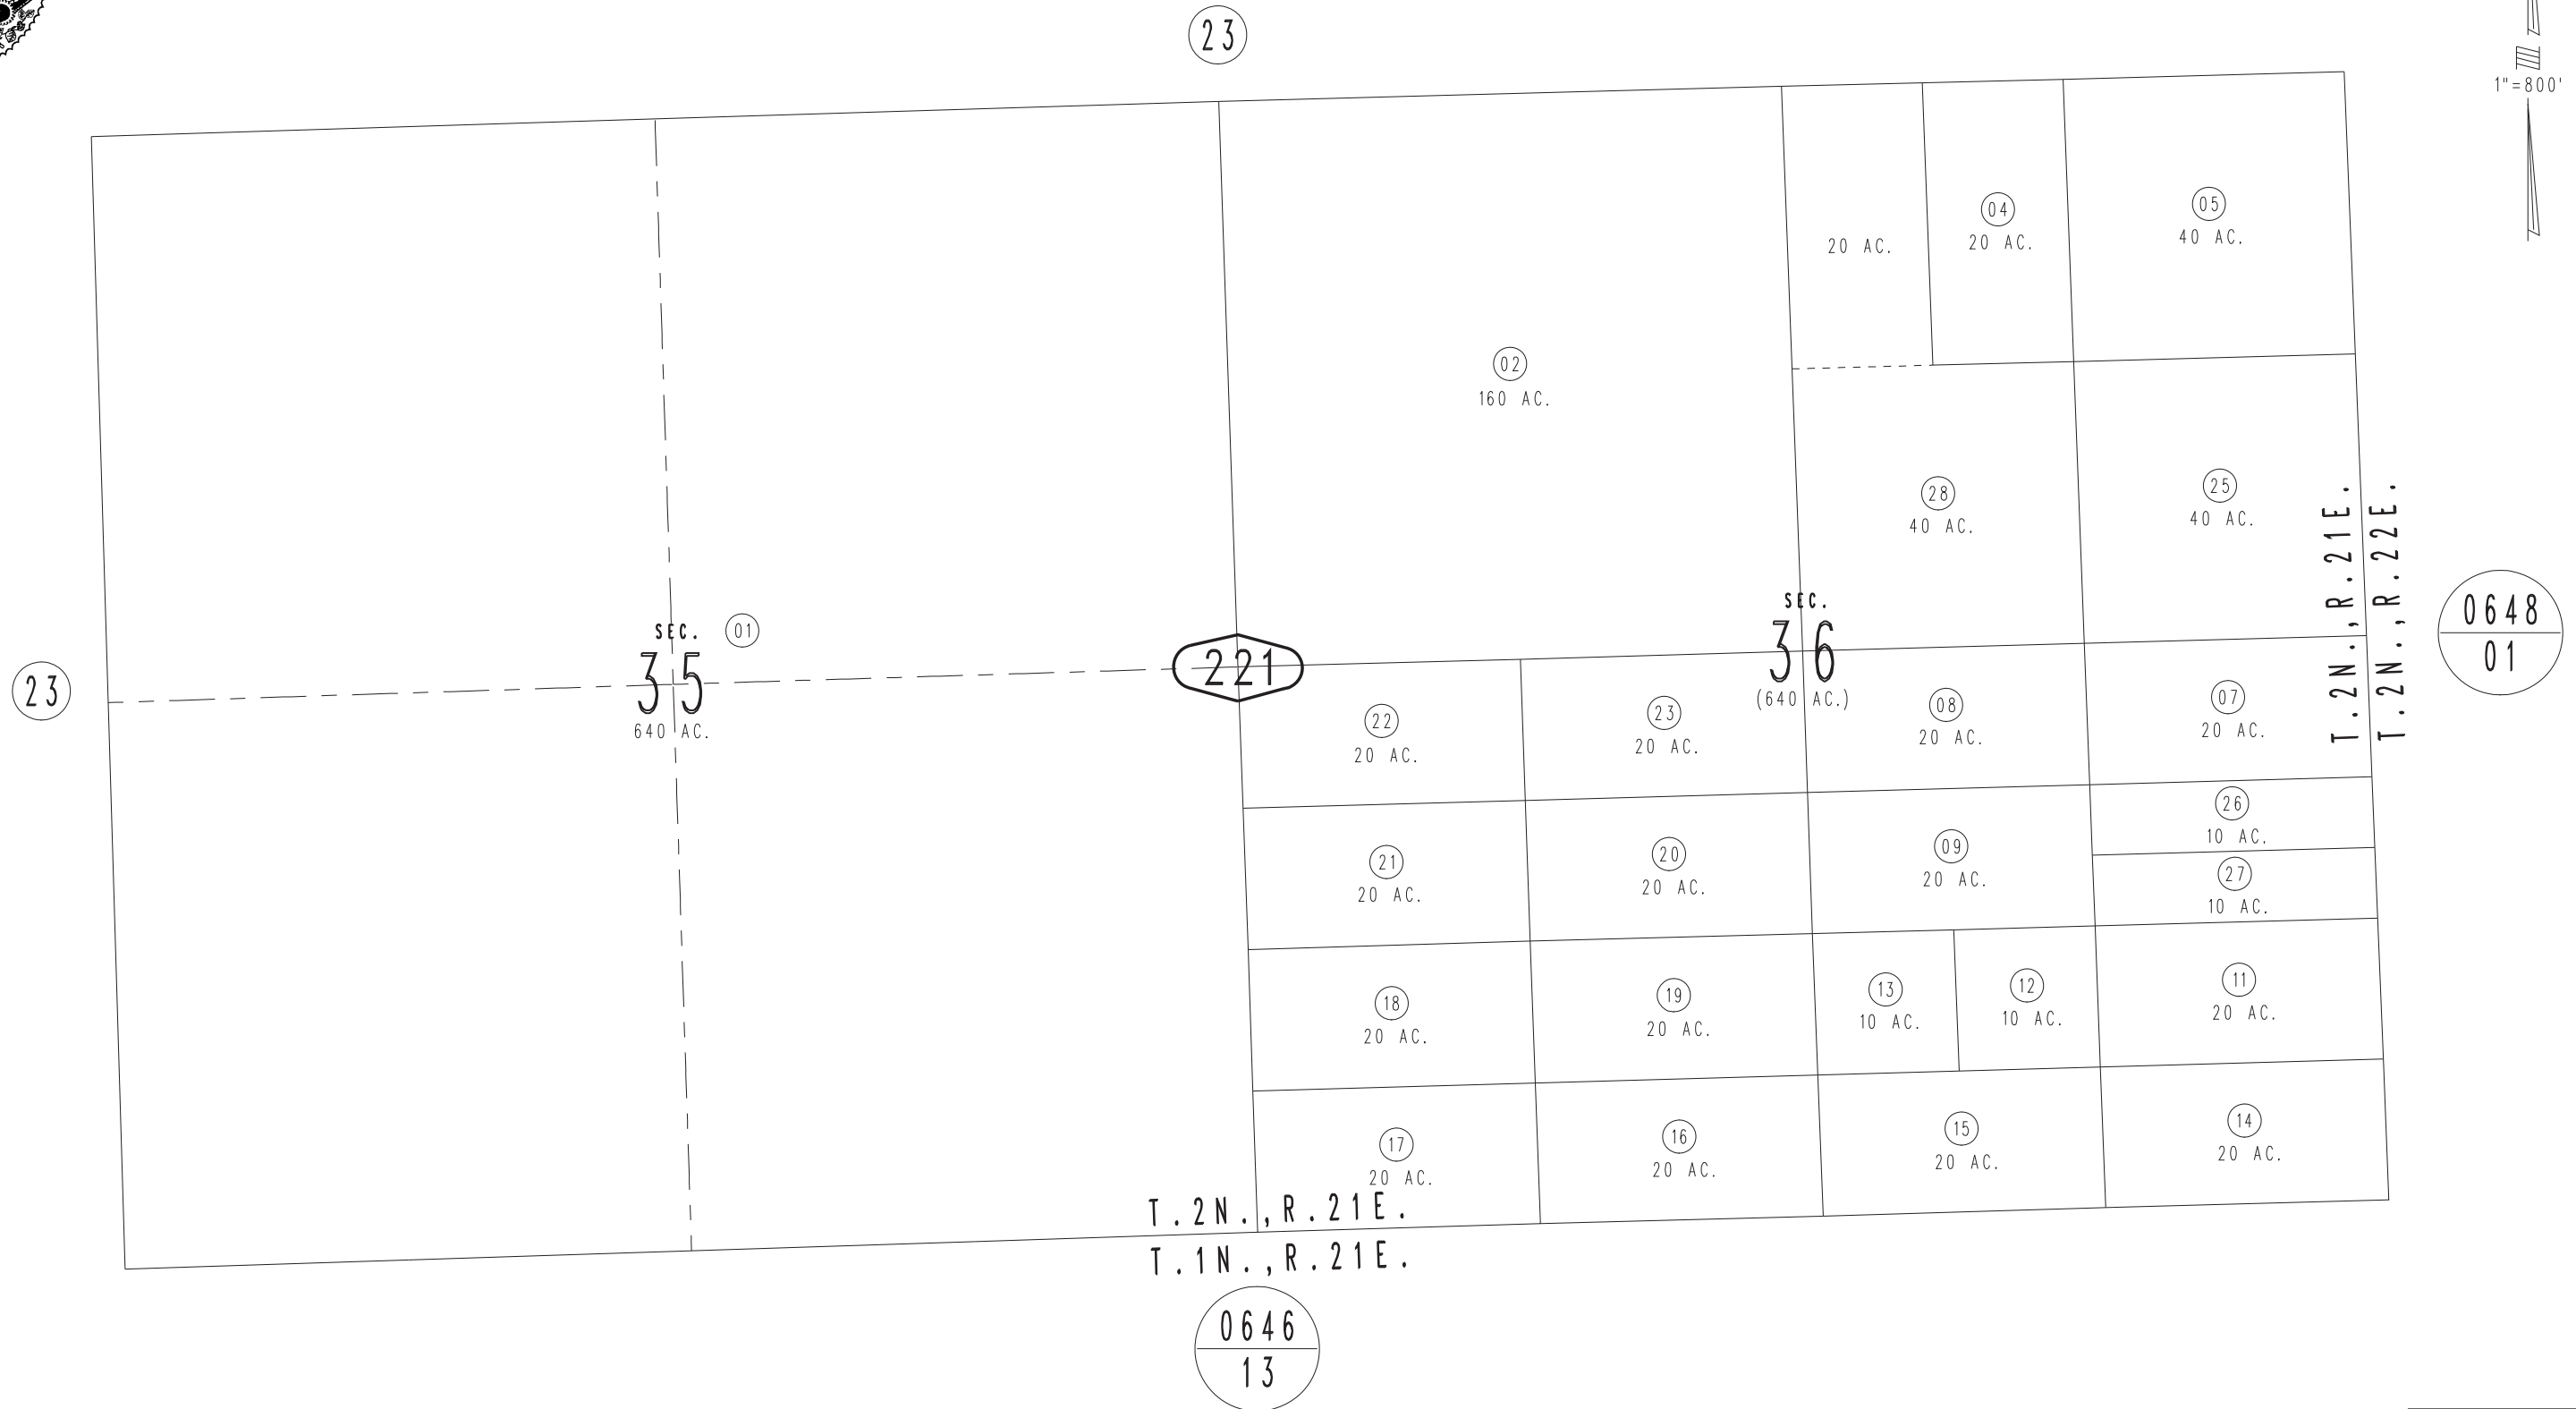 23
1"=800'
04
20 AC.
05
40 AC.
20 AC.
02
160 AC.
28
40 AC.
25
40 AC.
T.2N.,R.21E.
T.2N.,R.22E.
0648
01
SEC.
35
640 AC.
01
23
221
SEC.
36
(640 AC.)
22
20 AC.
23
20 AC.
08
20 AC.
07
20 AC.
21
20 AC.
20
20 AC.
09
20 AC.
26
10 AC.
27
10 AC.
18
20 AC.
19
20 AC.
13
10 AC.
12
10 AC.
11
20 AC.
17
20 AC.
16
20 AC.
15
20 AC.
14
20 AC.
T.2N.,R.21E.
T.1N.,R.21E.
0646
13